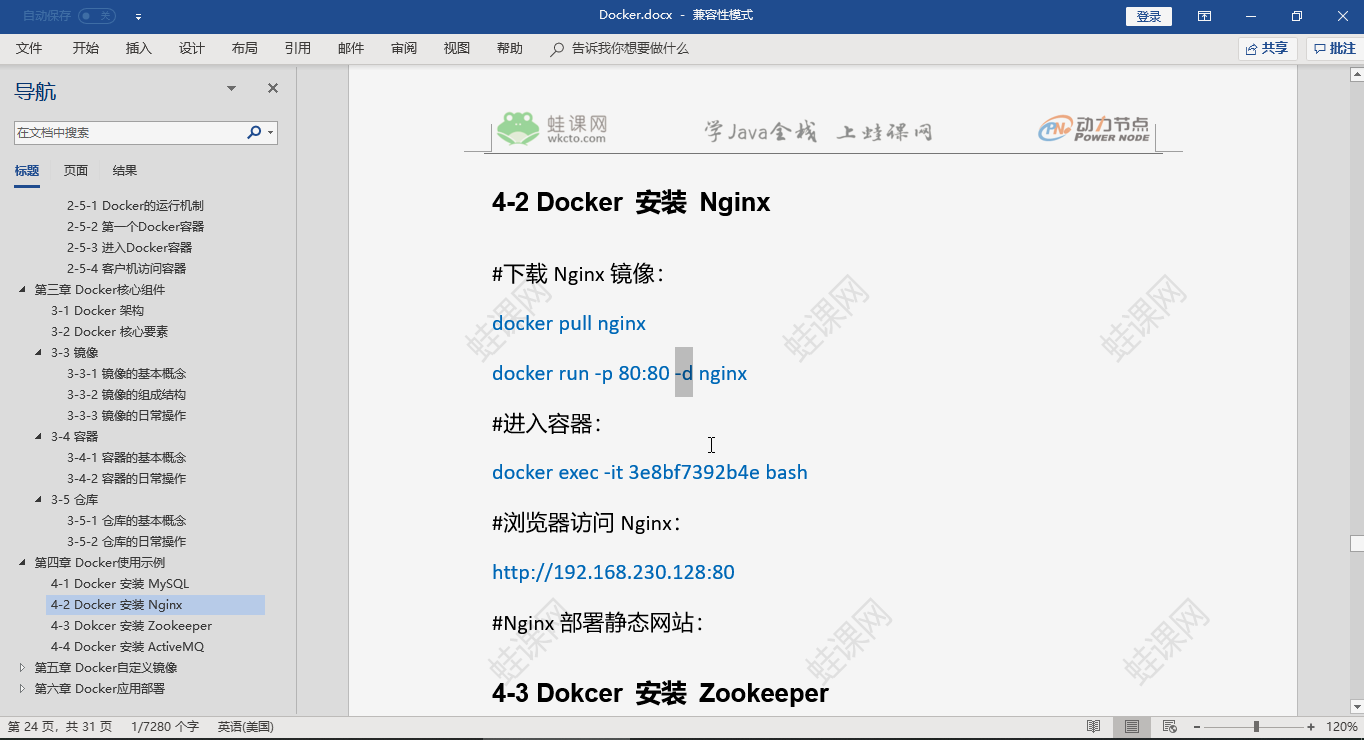 自动保存 关
Docker.docx - 兼容性模式
登录
文件 开始 插入 设计 布局 引用 邮件 审阅 视图 帮助 告诉我你想要做什么
共享 批注
导航
在文档中搜索
标题 页面 结果
2-5-1 Docker的运行机制
2-5-2 第一个Docker容器
2-5-3 进入Docker容器
2-5-4 客户机访问容器
第三章 Docker核心组件
3-1 Docker 架构
3-2 Docker 核心要素
3-3 镜像
3-3-1 镜像的基本概念
3-3-2 镜像的组成结构
3-3-3 镜像的日常操作
3-4 容器
3-4-1 容器的基本概念
3-4-2 容器的日常操作
3-5 仓库
3-5-1 仓库的基本概念
3-5-2 仓库的日常操作
第四章 Docker使用示例
4-1 Docker 安装 MySQL
4-2 Docker 安装 Nginx
4-3 Dokcer 安装 Zookeeper
4-4 Docker 安装 ActiveMQ
第五章 Docker自定义镜像
第六章 Docker应用部署
蛙课网
wkcto.com
学Java全栈 上蛙课网
PN 动力节点
POWER NODE
4-2 Docker 安装 Nginx
#下载 Nginx 镜像：
docker pull nginx
docker run -p 80:80 -d nginx
#进入容器：
docker exec -it 3e8bf7392b4e bash
#浏览器访问 Nginx：
http://192.168.230.128:80
#Nginx 部署静态网站：
4-3 Dokcer 安装 Zookeeper
蛙课网 蛙课网 蛙课网
蛙课网 蛙课网 蛙课网
第 24 页，共 31 页 1/7280 个字 英语(美国)
120%